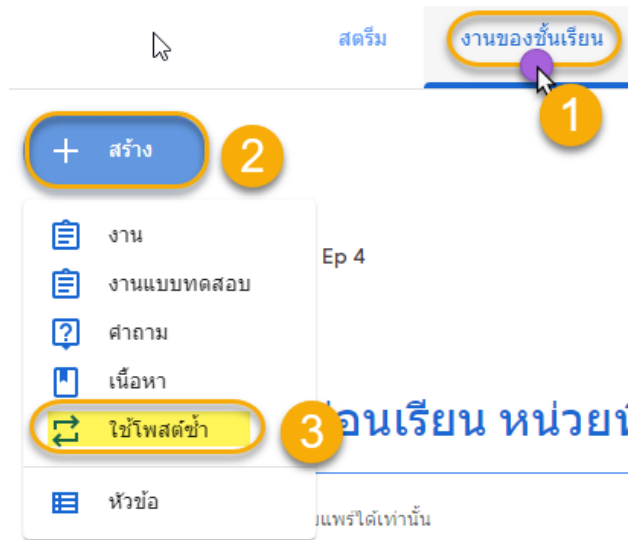 สตรีม
งานของชั้นเรียน
1
+ สร้าง
2
งาน
Ep 4
งานแบบทดสอบ
คำถาม
เนื้อหา
ใช้โพสต์ซ้ำ
3
เรียน หน่วย
หัวข้อ
แพร่ได้เท่านั้น